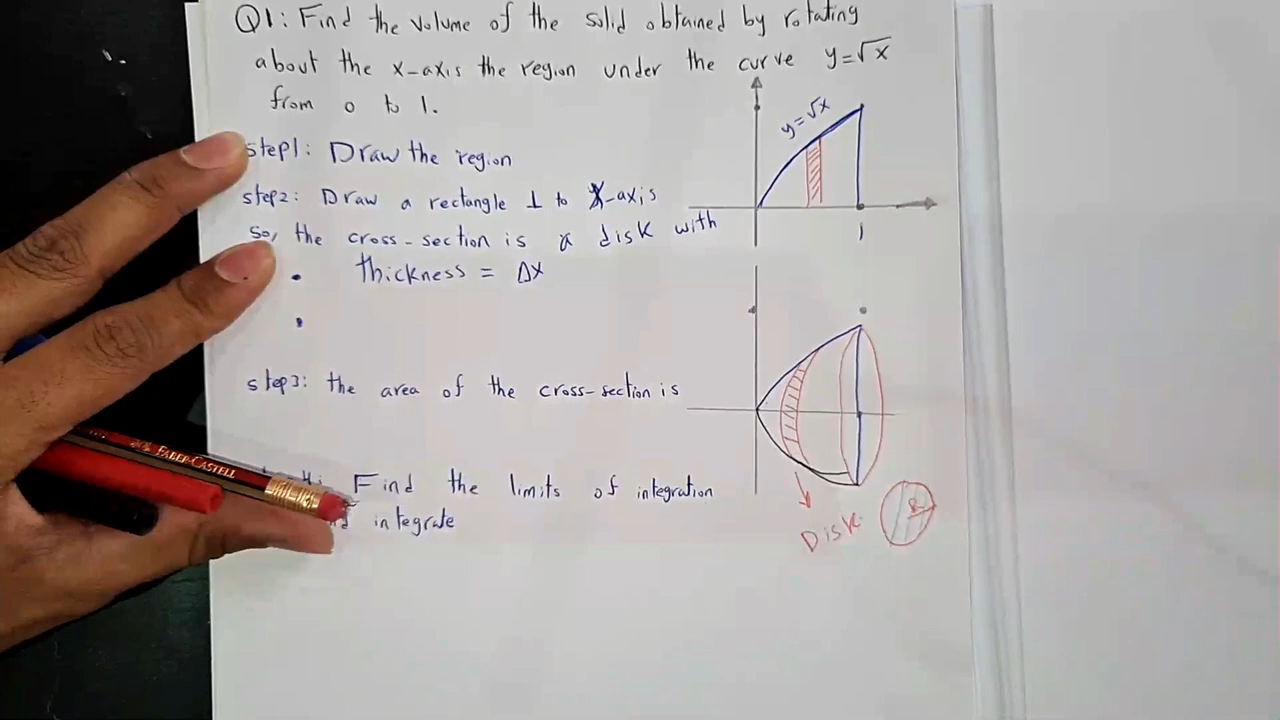 Q1: Find the volume of the solid obtained by rotating
about the x-axis the region under the curve y=√x
from 0 to 1.
step1: Draw the region
step2: Draw a rectangle ⊥ to X-axis
so, the cross-section is a disk with
• thickness = Δx
•
step3: the area of the cross-section is
Find the limits of integration
integrate
y=√x
1
Disk
R
FABER-CASTELL